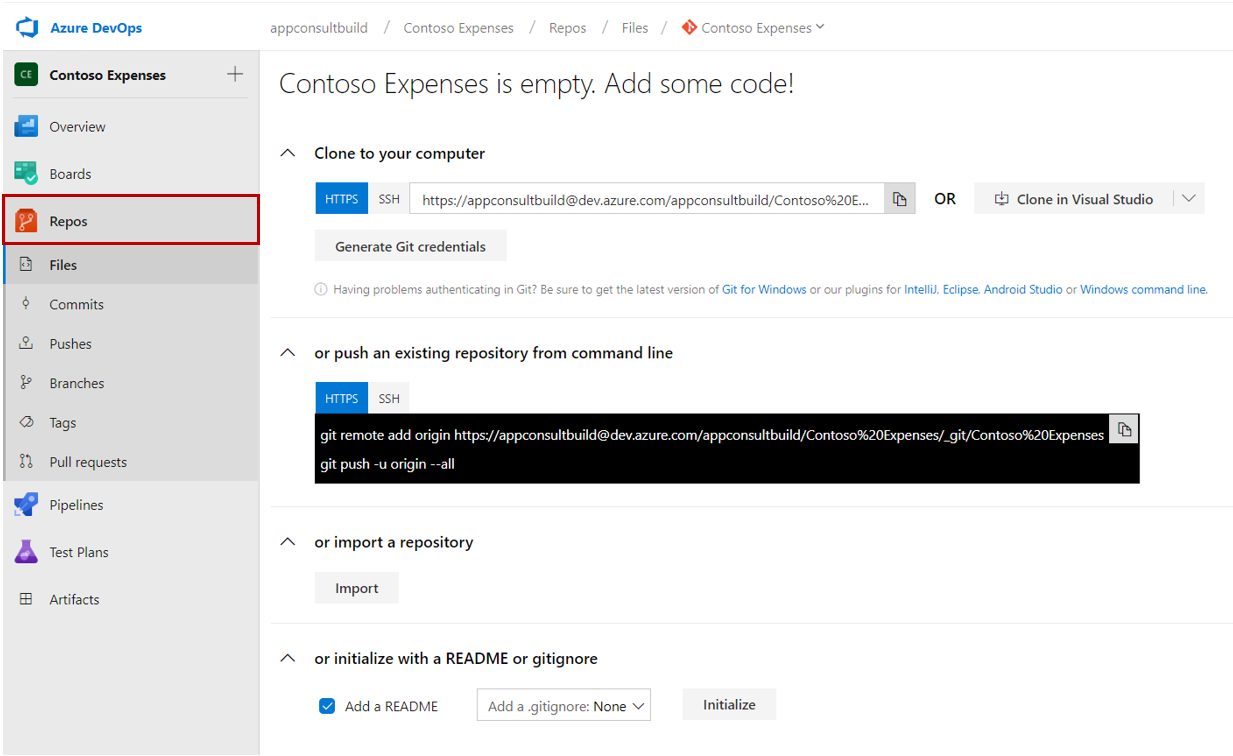 Azure DevOps
appconsultbuild / Contoso Expenses / Repos / Files / Contoso Expenses
CE Contoso Expenses
Overview
Boards
Repos
Files
Commits
Pushes
Branches
Tags
Pull requests
Pipelines
Test Plans
Artifacts
Contoso Expenses is empty. Add some code!
Clone to your computer
HTTPS SSH https://appconsultbuild@dev.azure.com/appconsultbuild/Contoso%20E... OR Clone in Visual Studio
Generate Git credentials
Having problems authenticating in Git? Be sure to get the latest version of Git for Windows or our plugins for IntelliJ, Eclipse, Android Studio or Windows command line.
or push an existing repository from command line
HTTPS SSH
git remote add origin https://appconsultbuild@dev.azure.com/appconsultbuild/Contoso%20Expenses/_git/Contoso%20Expenses
git push -u origin --all
or import a repository
Import
or initialize with a README or gitignore
Add a README Add a .gitignore: None Initialize